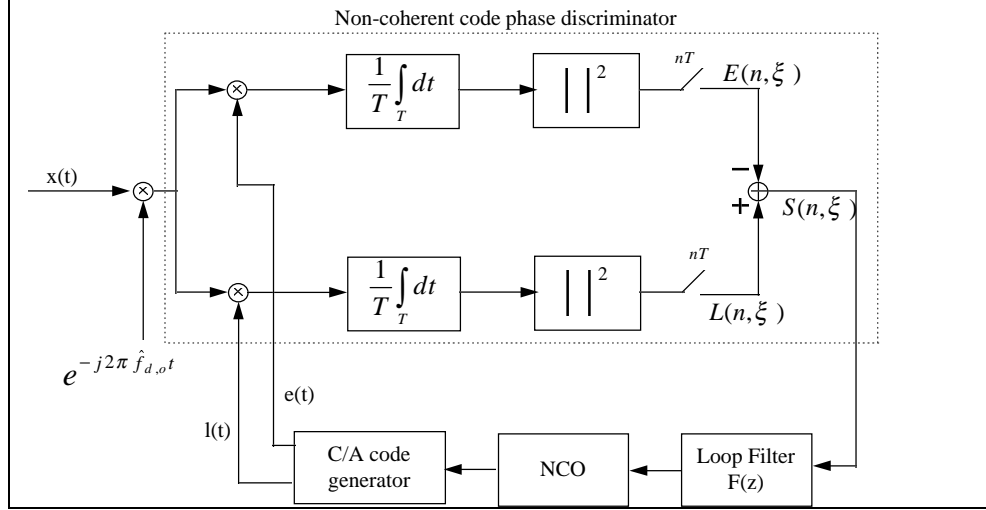 Non-coherent code phase discriminator
1/T ∫_T dt
| |²
nT
E(n,ξ)
x(t)
−
+
S(n,ξ)
1/T ∫_T dt
| |²
nT
L(n,ξ)
e^{−j2π f̂_{d,o} t}
e(t)
l(t)
C/A code
generator
NCO
Loop Filter
F(z)